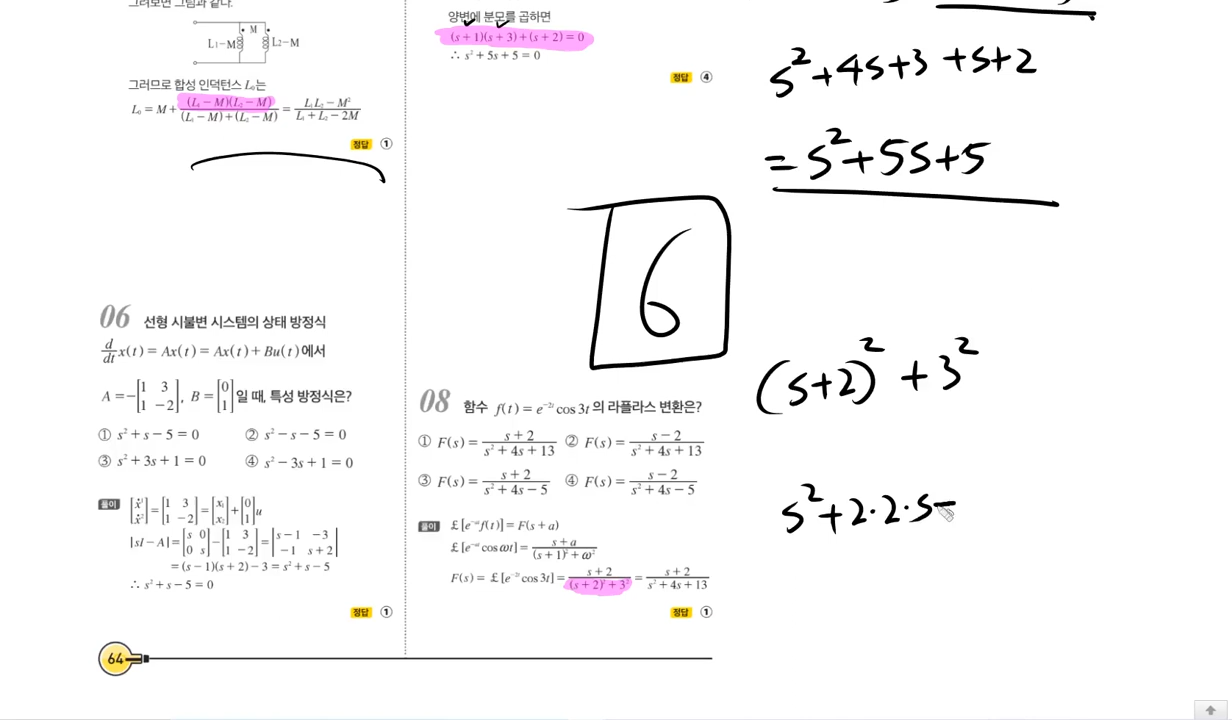 그려보면 그림과 같다.
M
L₁-M L₂-M
그러므로 합성 인덕턴스 L₀는
L₀ = M + (L₁ - M)(L₂ - M) / (L₁ - M) + (L₂ - M) = L₁L₂ - M² / L₁ + L₂ - 2M
정답 ①
06 선형 시불변 시스템의 상태 방정식
d/dt x(t) = Ax(t) = Ax(t) + Bu(t)에서
A = -[1 3; 1 -2], B = [0; 1]일 때, 특성 방정식은?
① s² + s - 5 = 0 ② s² - s - 5 = 0
③ s² + 3s + 1 = 0 ④ s² - 3s + 1 = 0
풀이 [ẋ¹; ẋ²] = [1 3; 1 -2] = [x₁; x₂] + [0; 1]u
|sI - A| = [s 0; 0 s] - [1 3; 1 -2] = |s-1 -3; -1 s+2|
= (s - 1)(s + 2) - 3 = s² + s - 5
∴ s² + s - 5 = 0
정답 ①
64
양변에 분모를 곱하면
(s + 1)(s + 3) + (s + 2) = 0
∴ s² + 5s + 5 = 0
정답 ④
08 함수 f(t) = e⁻²ᵗ cos 3t 의 라플라스 변환은?
① F(s) = s + 2 / s² + 4s + 13 ② F(s) = s - 2 / s² + 4s + 13
③ F(s) = s + 2 / s² + 4s - 5 ④ F(s) = s - 2 / s² + 4s - 5
풀이 £[e⁻ᵃᵗ f(t)] = F(s + a)
£[e⁻ᵃ cos ωt] = s + a / (s + 1)² + ω²
F(s) = £[e⁻²ᵗ cos 3t] = s + 2 / (s + 2)² + 3² = s + 2 / s² + 4s + 13
정답 ①
s²+4s+3 +s+2
= s²+5s+5
6
(s+2)² + 3²
s²+2·2·s